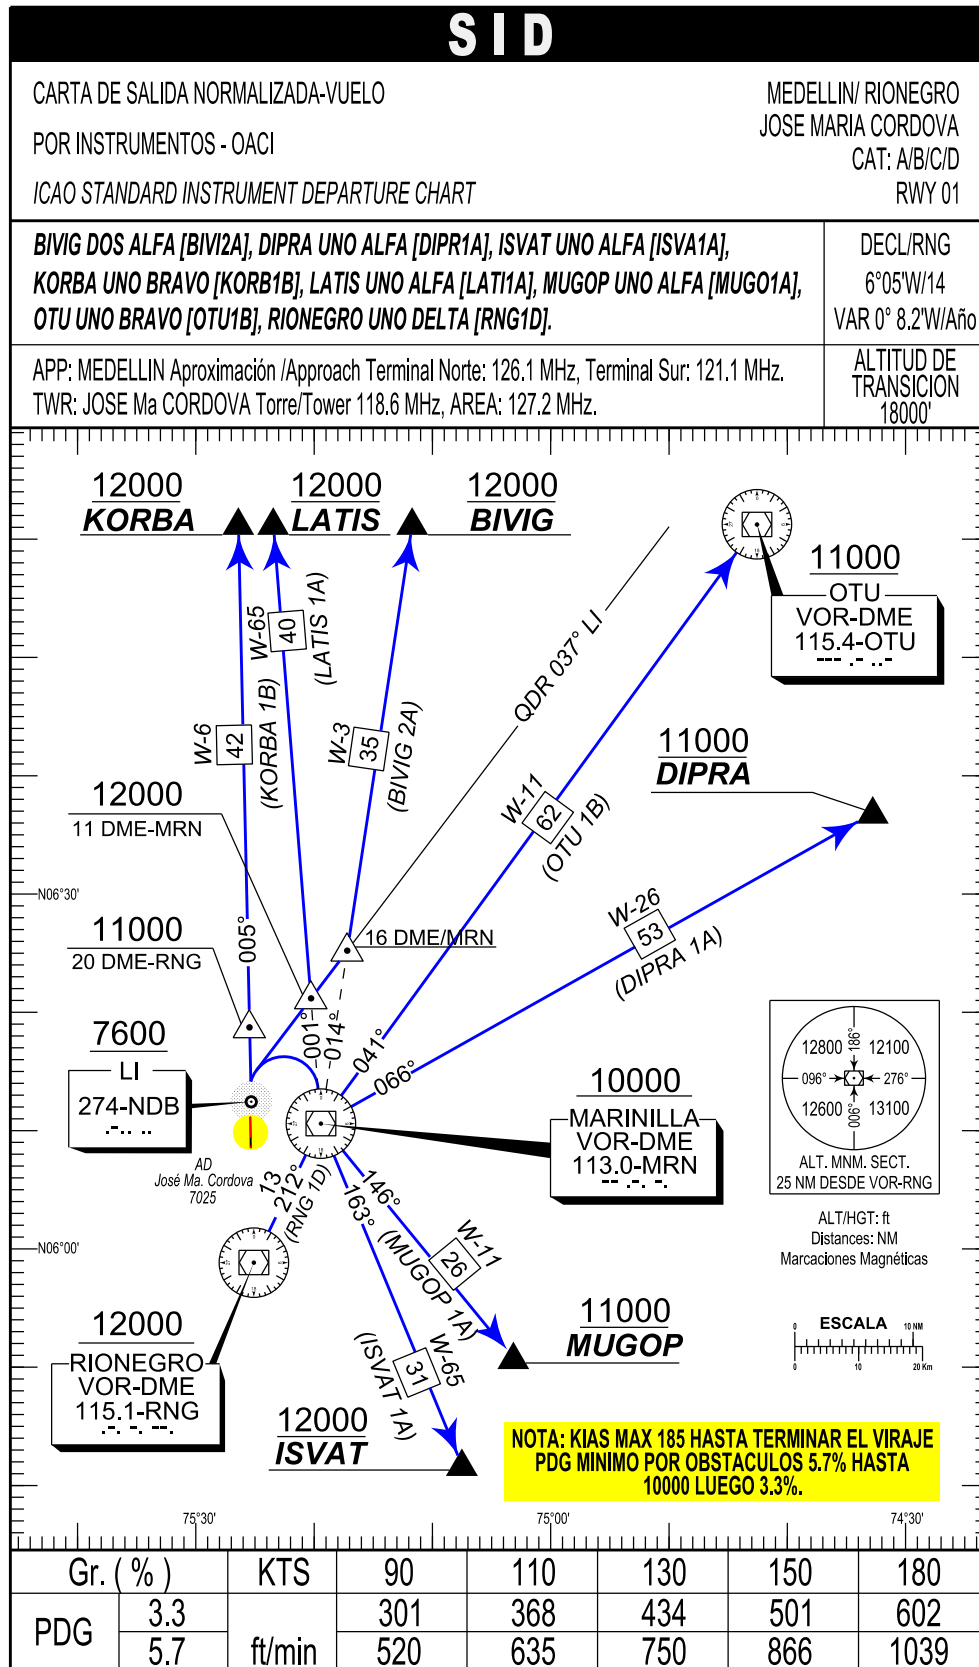 SID
CARTA DE SALIDA NORMALIZADA-VUELO
POR INSTRUMENTOS - OACI
ICAO STANDARD INSTRUMENT DEPARTURE CHART
MEDELLIN/ RIONEGRO
JOSE MARIA CORDOVA
CAT: A/B/C/D
RWY 01
BIVIG DOS ALFA [BIVI2A], DIPRA UNO ALFA [DIPR1A], ISVAT UNO ALFA [ISVA1A],
KORBA UNO BRAVO [KORB1B], LATIS UNO ALFA [LATI1A], MUGOP UNO ALFA [MUGO1A],
OTU UNO BRAVO [OTU1B], RIONEGRO UNO DELTA [RNG1D].
DECL/RNG
6°05'W/14
VAR 0° 8.2'W/Año
APP: MEDELLIN Aproximación /Approach Terminal Norte: 126.1 MHz, Terminal Sur: 121.1 MHz.
TWR: JOSE Ma CORDOVA Torre/Tower 118.6 MHz, AREA: 127.2 MHz.
ALTITUD DE
TRANSICION
18000'
12000
KORBA
12000
LATIS
12000
BIVIG
11000
OTU
VOR-DME
115.4-OTU
W-65
40
(LATIS 1A)
QDR 037° LI
W-6
42
(KORBA 1B)
W-3
35
(BIVIG 2A)
11000
DIPRA
W-11
62
(OTU 1B)
12000
11 DME-MRN
N06°30'
W-26
53
(DIPRA 1A)
11000
20 DME-RNG
005°
16 DME/MRN
001°
014°
041°
066°
7600
LI
274-NDB
10000
MARINILLA
VOR-DME
113.0-MRN
12800
186°
12100
096°
276°
12600
006°
13100
ALT. MNM. SECT.
25 NM DESDE VOR-RNG
AD
José Ma. Cordova
7025
13
212°
(RNG 1D)
163°
146°
(MUGOP 1A)
W-11
26
ALT/HGT: ft
Distances: NM
Marcaciones Magnéticas
N06°00'
12000
RIONEGRO
VOR-DME
115.1-RNG
11000
MUGOP
0 ESCALA 10 NM
0 10 20 Km
W-65
31
(ISVAT 1A)
12000
ISVAT
NOTA: KIAS MAX 185 HASTA TERMINAR EL VIRAJE
PDG MINIMO POR OBSTACULOS 5.7% HASTA
10000 LUEGO 3.3%.
75°30' 75°00' 74°30'
Gr. ( % ) KTS 90 110 130 150 180
PDG 3.3 ft/min 301 368 434 501 602
5.7 520 635 750 866 1039